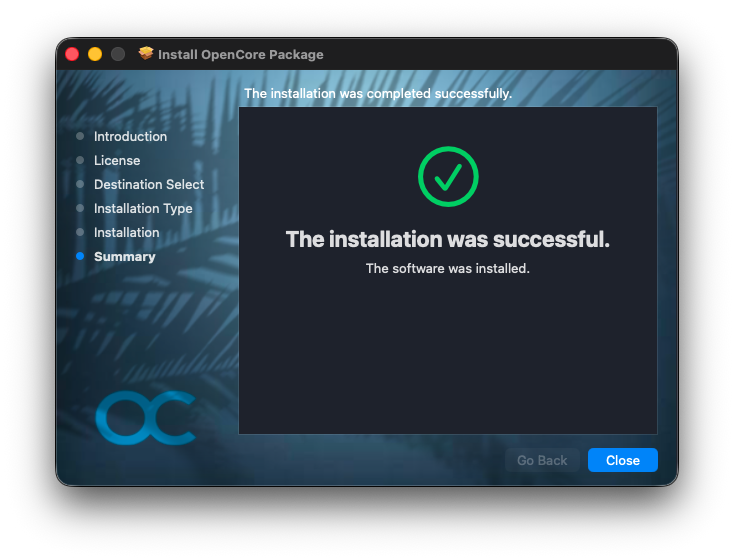 Install OpenCore Package
The installation was completed successfully.
Introduction
License
Destination Select
Installation Type
Installation
Summary
The installation was successful.
The software was installed.
OC
Go Back
Close